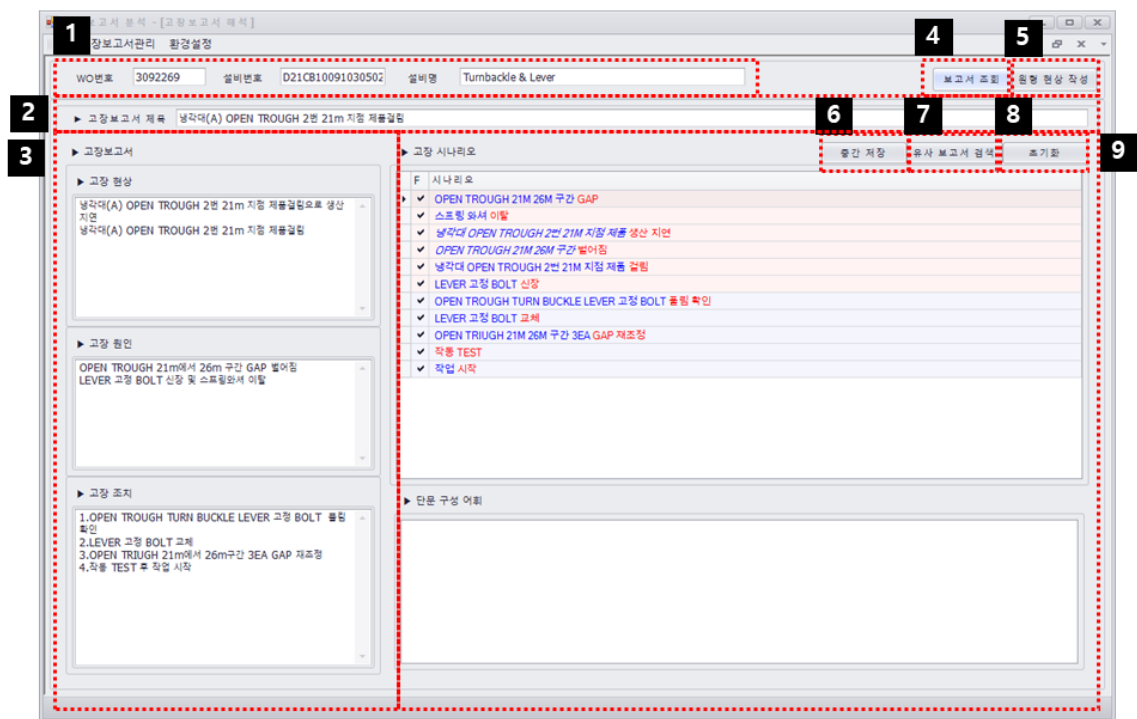 보고서 분석 - [고장보고서 해석]
1
고장보고서관리 환경설정
4
5
WO번호 3092269 설비번호 D21CB10091030502 설비명 Turnbackle & Lever
보고서 조회
원형 현상 작성
2
▶ 고장보고서 제목 냉각대(A) OPEN TROUGH 2번 21m 지점 제품걸림
6
7
8
3
▶ 고장보고서
▶ 고장 시나리오
중간 저장
유사 보고서 검색
초기화
9
▶ 고장 현상
냉각대(A) OPEN TROUGH 2번 21m 지점 제품걸림으로 생산
지연
냉각대(A) OPEN TROUGH 2번 21m 지점 제품걸림
▶ 고장 원인
OPEN TROUGH 21m에서 26m 구간 GAP 벌어짐
LEVER 고정 BOLT 신장 및 스프링와셔 이탈
▶ 고장 조치
1.OPEN TROUGH TURN BUCKLE LEVER 고정 BOLT 풀림
확인
2.LEVER 고정 BOLT 교체
3.OPEN TRIUGH 21m에서 26m구간 3EA GAP 재조정
4.작동 TEST 후 작업 시작
F 시나리오
OPEN TROUGH 21M 26M 구간 GAP
스프링 와셔 이탈
냉각대 OPEN TROUGH 2번 21M 지점 제품 생산 지연
OPEN TROUGH 21M 26M 구간 벌어짐
냉각대 OPEN TROUGH 2번 21M 지점 제품 걸림
LEVER 고정 BOLT 신장
OPEN TROUGH TURN BUCKLE LEVER 고정 BOLT 풀림 확인
LEVER 고정 BOLT 교체
OPEN TRIUGH 21M 26M 구간 3EA GAP 재조정
작동 TEST
작업 시작
▶ 단문 구성 어휘